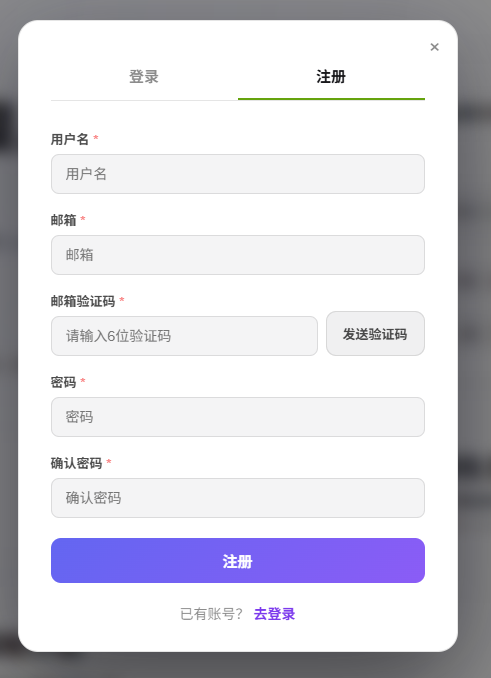 ×
登录 注册
用户名 *
用户名
邮箱 *
邮箱
邮箱验证码 *
请输入6位验证码 发送验证码
密码 *
密码
确认密码 *
确认密码
注册
已有账号？ 去登录